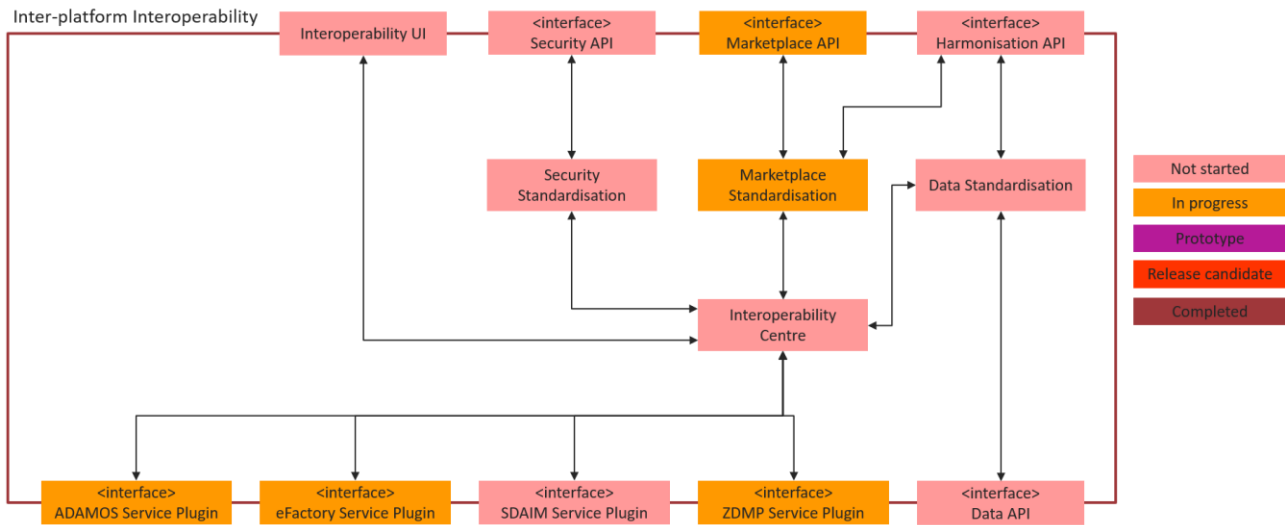 Inter-platform Interoperability
Interoperability UI
<interface>
Security API
<interface>
Marketplace API
<interface>
Harmonisation API
Security
Standardisation
Marketplace
Standardisation
Data Standardisation
Not started
In progress
Prototype
Release candidate
Completed
Interoperability
Centre
<interface>
ADAMOS Service Plugin
<interface>
eFactory Service Plugin
<interface>
SDAIM Service Plugin
<interface>
ZDMP Service Plugin
<interface>
Data API